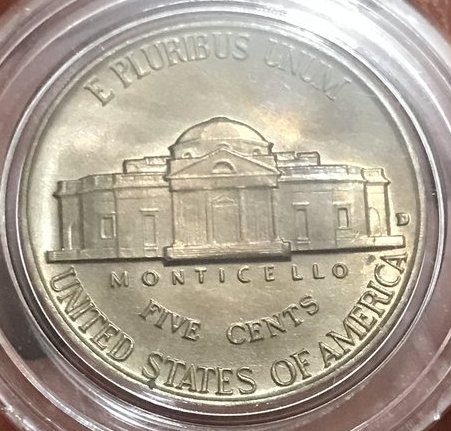 E PLURIBUS UNUM
D
MONTICELLO
FIVE CENTS
UNITED STATES OF AMERICA